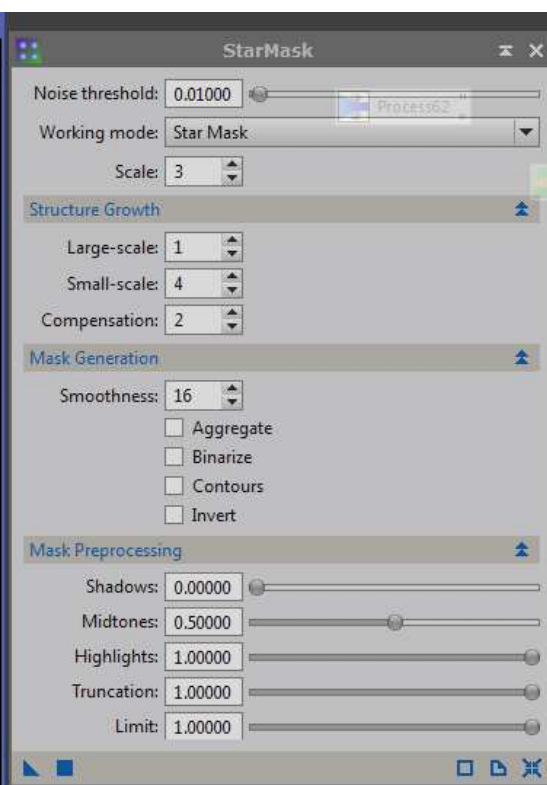 StarMask
Noise threshold: 0.01000
Process62
Working mode: Star Mask
Scale: 3
Structure Growth
Large-scale: 1
Small-scale: 4
Compensation: 2
Mask Generation
Smoothness: 16
Aggregate
Binarize
Contours
Invert
Mask Preprocessing
Shadows: 0.00000
Midtones: 0.50000
Highlights: 1.00000
Truncation: 1.00000
Limit: 1.00000